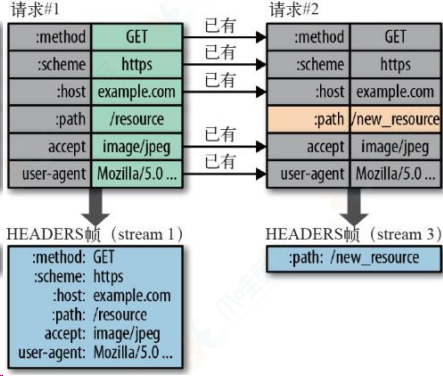 请求#1
:method GET
:scheme https
:host example.com
:path /resource
accept image/jpeg
user-agent Mozilla/5.0 ...
已有
已有
已有
已有
已有
请求#2
:method GET
:scheme https
:host example.com
:path /new_resource
accept image/jpeg
user-agent Mozilla/5.0 ...
HEADERS帧（stream 1）
:method: GET
:scheme: https
:host: example.com
:path: /resource
accept: image/jpeg
user-agent: Mozilla/5.0 ...
HEADERS帧（stream 3）
:path: /new_resource